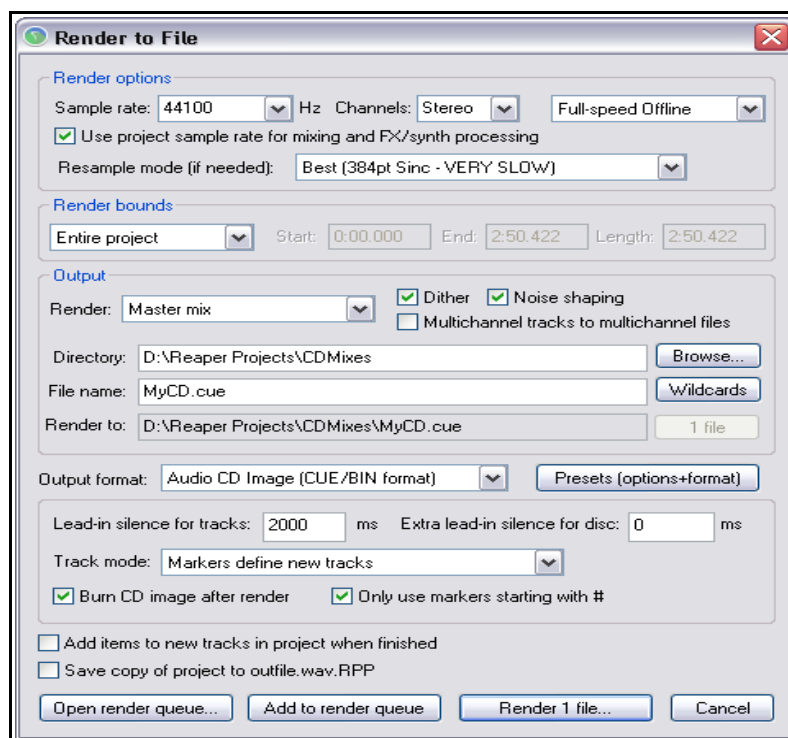 Render to File
Render options
Sample rate: 44100 Hz Channels: Stereo Full-speed Offline
Use project sample rate for mixing and FX/synth processing
Resample mode (if needed): Best (384pt Sinc - VERY SLOW)
Render bounds
Entire project Start: 0:00.000 End: 2:50.422 Length: 2:50.422
Output
Render: Master mix Dither Noise shaping
Multichannel tracks to multichannel files
Directory: D:\Reaper Projects\CDMixes Browse...
File name: MyCD.cue Wildcards
Render to: D:\Reaper Projects\CDMixes\MyCD.cue 1 file
Output format: Audio CD Image (CUE/BIN format) Presets (options+format)
Lead-in silence for tracks: 2000 ms Extra lead-in silence for disc: 0 ms
Track mode: Markers define new tracks
Burn CD image after render Only use markers starting with #
Add items to new tracks in project when finished
Save copy of project to outfile.wav.RPP
Open render queue... Add to render queue Render 1 file... Cancel